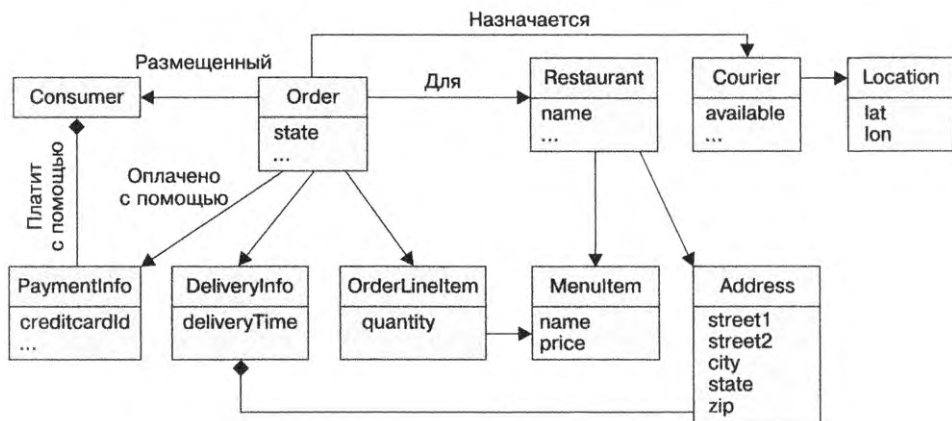 Назначается
Размещенный
Для
Consumer
Order
state
...
Restaurant
name
...
Courier
available
...
Location
lat
lon
Платит
с помощью
Оплачено
с помощью
PaymentInfo
creditcardId
...
DeliveryInfo
deliveryTime
OrderLineItem
quantity
MenuItem
name
price
Address
street1
street2
city
state
zip